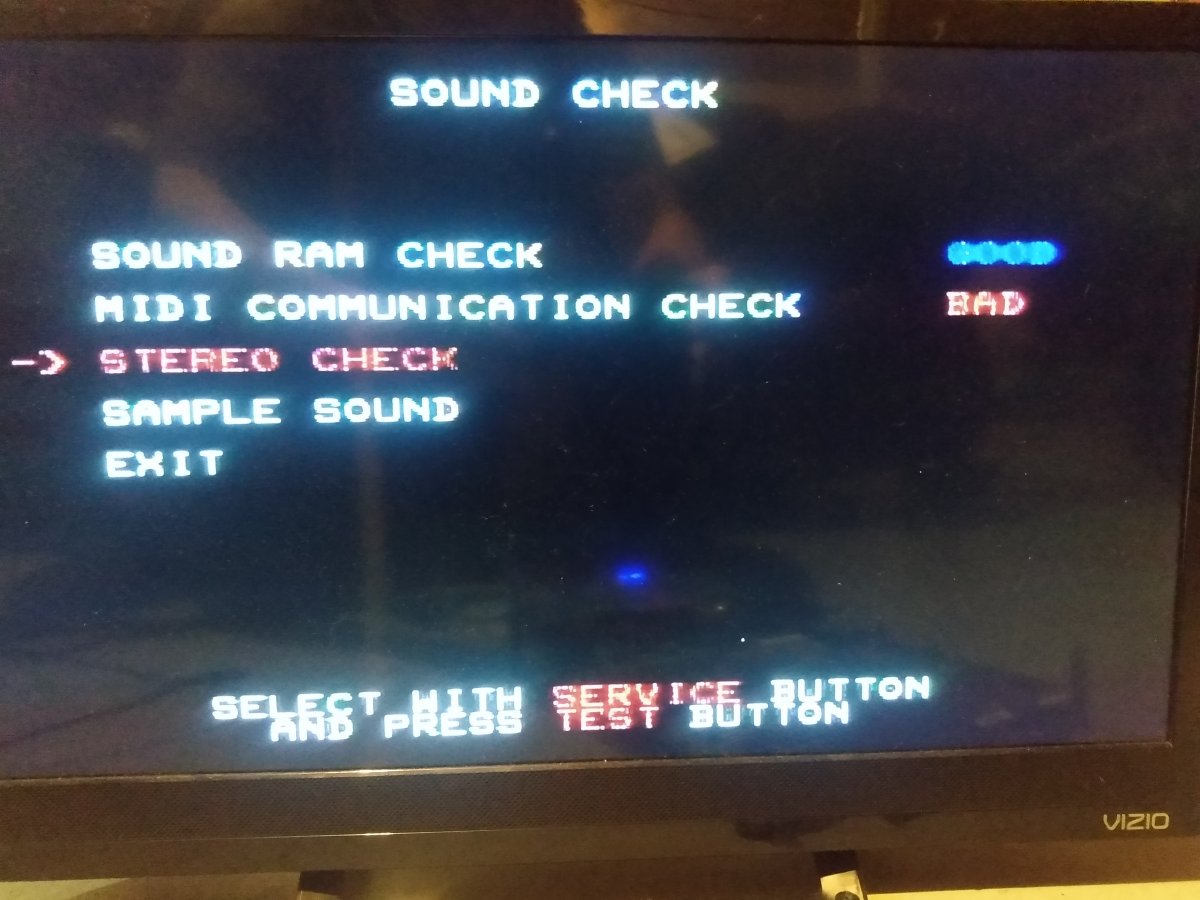 SOUND CHECK
SOUND RAM CHECK GOOD
MIDI COMMUNICATION CHECK BAD
-> STEREO CHECK
SAMPLE SOUND
EXIT
SELECT WITH SERVICE BUTTON
AND PRESS TEST BUTTON
VIZIO